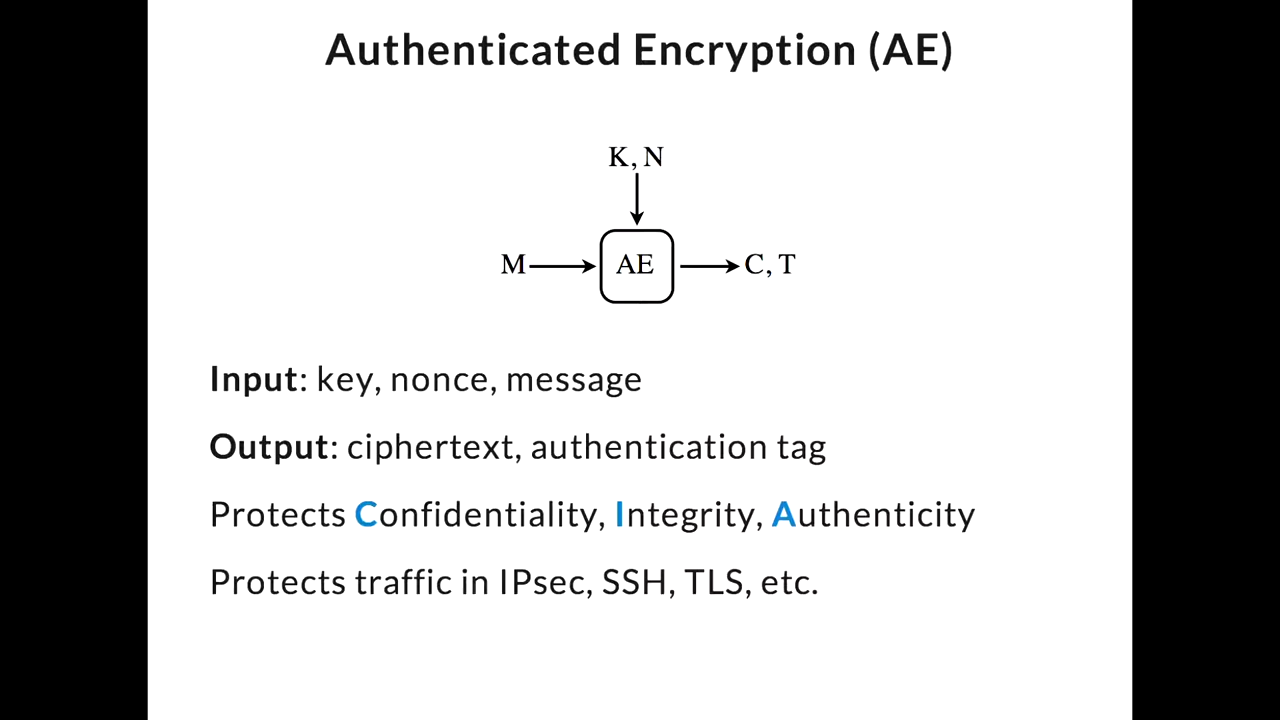 Authenticated Encryption (AE)
K, N
M
AE
C, T
Input: key, nonce, message
Output: ciphertext, authentication tag
Protects Confidentiality, Integrity, Authenticity
Protects traffic in IPsec, SSH, TLS, etc.